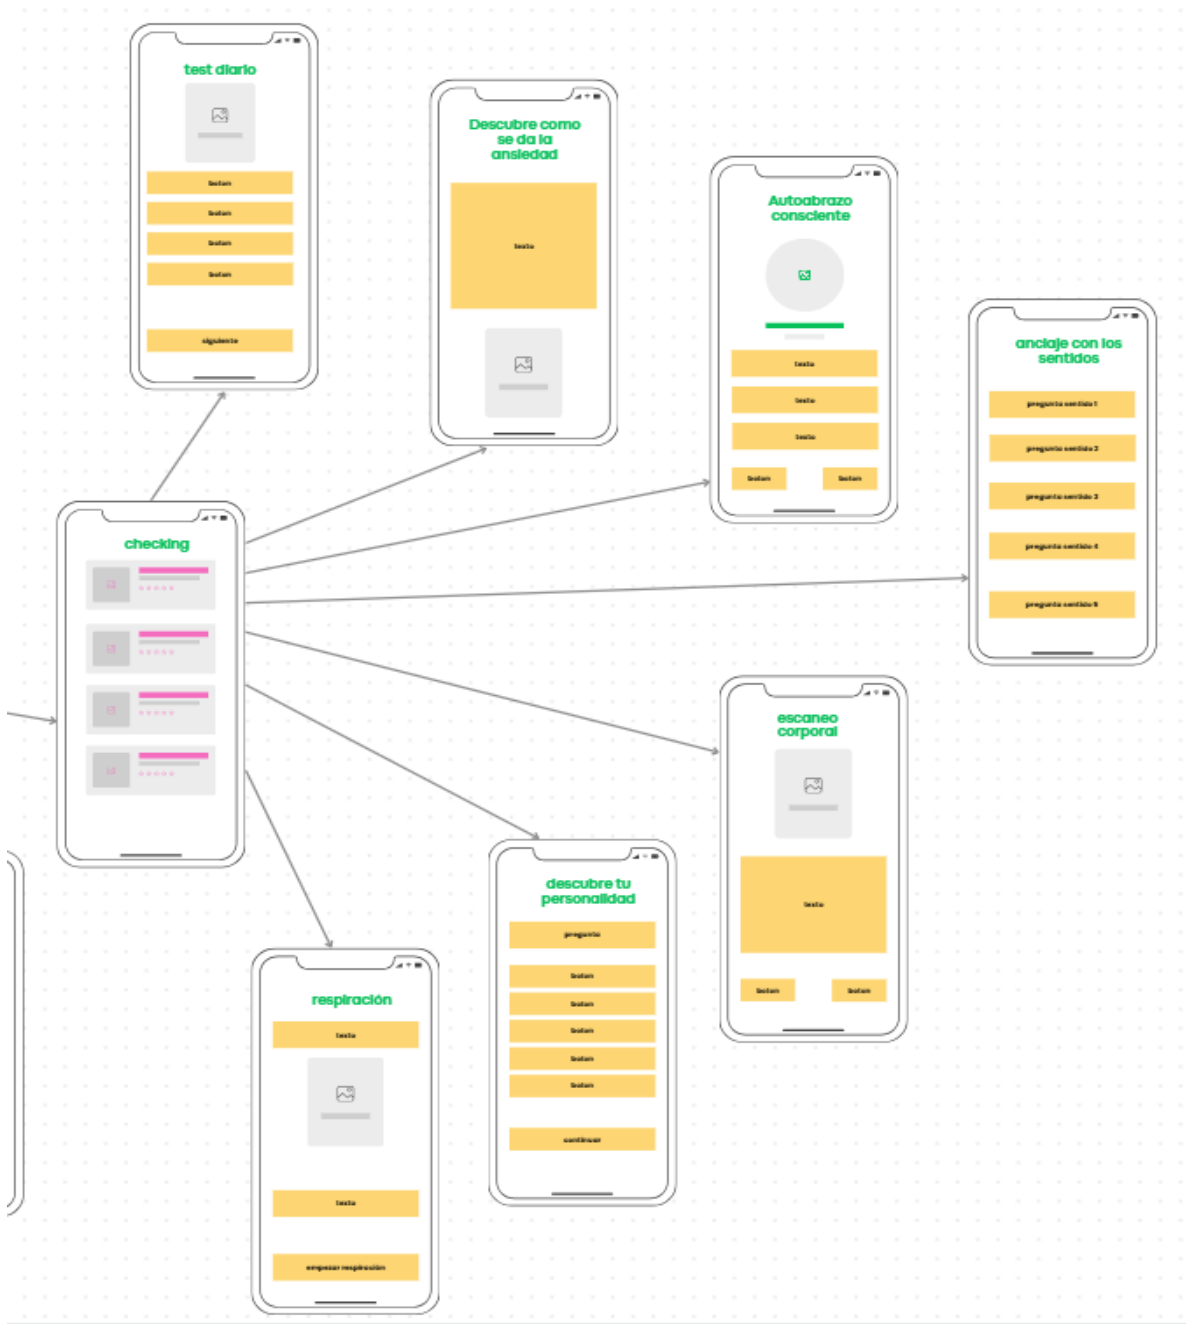 test diario
boton
boton
boton
boton
siguiente
Descubre como
se da la
ansiedad
texto
Autoabrazo
consciente
texto
texto
texto
boton
boton
anclaje con los
sentidos
pregunta sentido 1
pregunta sentido 2
pregunta sentido 3
pregunta sentido 4
pregunta sentido 5
checking
escaneo
corporal
texto
boton
boton
descubre tu
personalidad
pregunta
boton
boton
boton
boton
boton
continuar
respiración
texto
texto
empezar respiración